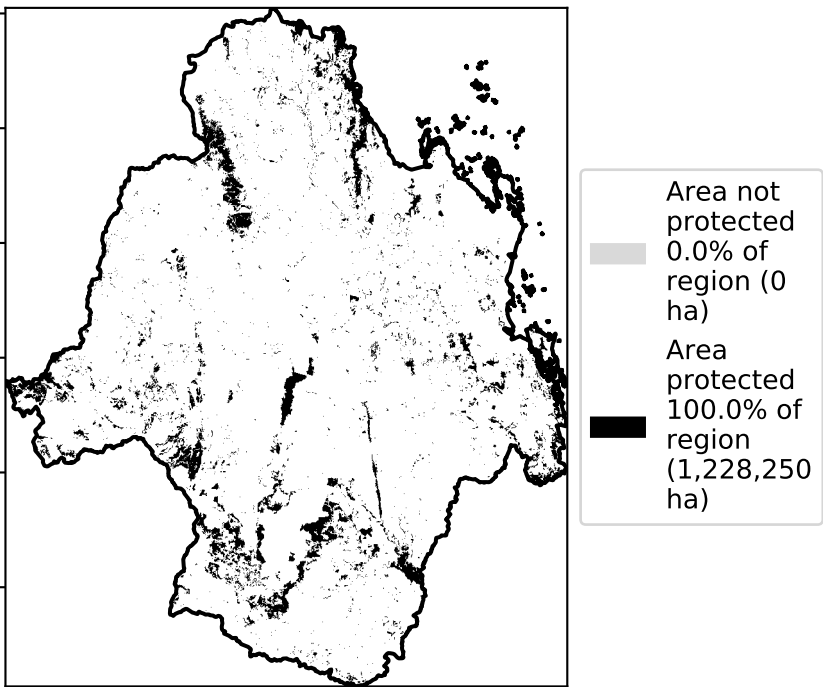 Area not
protected
0.0% of
region (0
ha)
Area
protected
100.0% of
region
(1,228,250
ha)